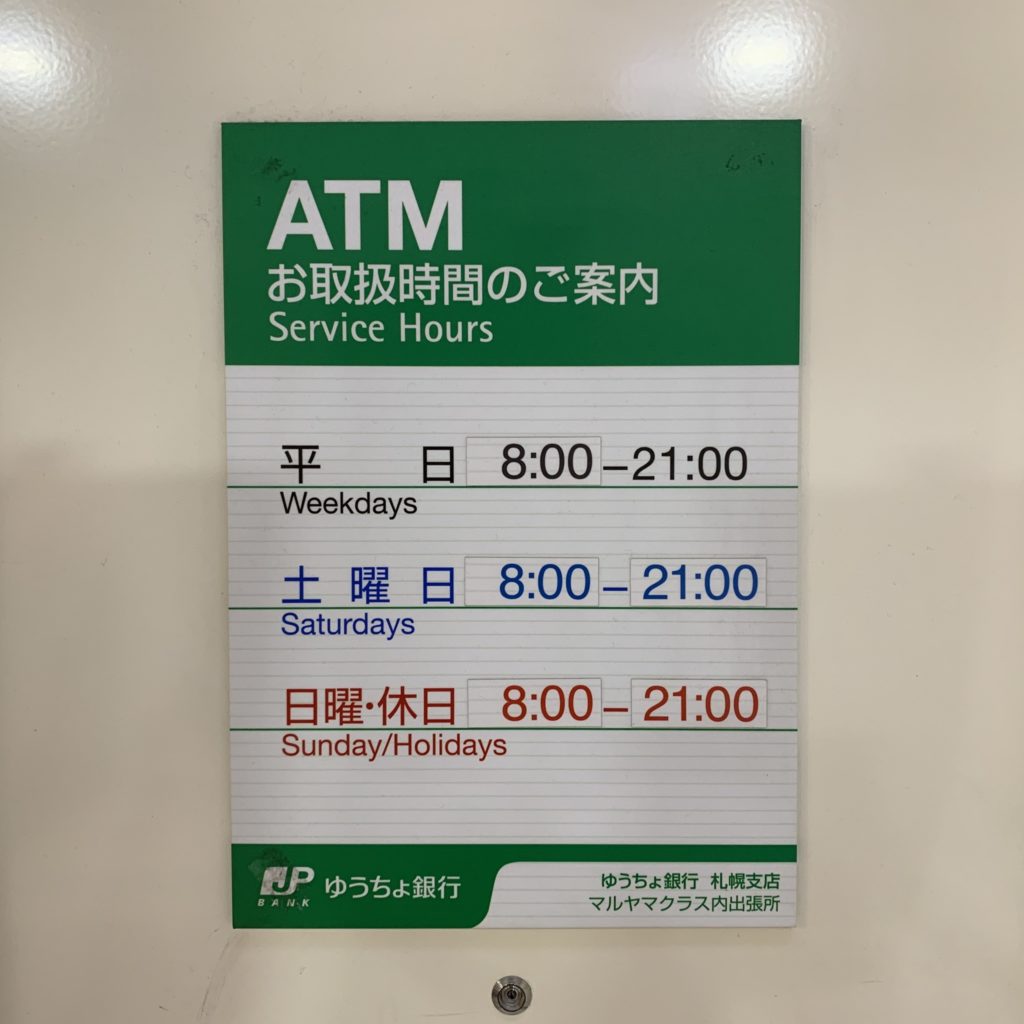 ATM
お取扱時間のご案内
Service Hours
平日 8:00–21:00
Weekdays
土曜日 8:00–21:00
Saturdays
日曜・休日 8:00–21:00
Sunday/Holidays
JP BANK ゆうちょ銀行
ゆうちょ銀行 札幌支店
マルヤマクラス内出張所